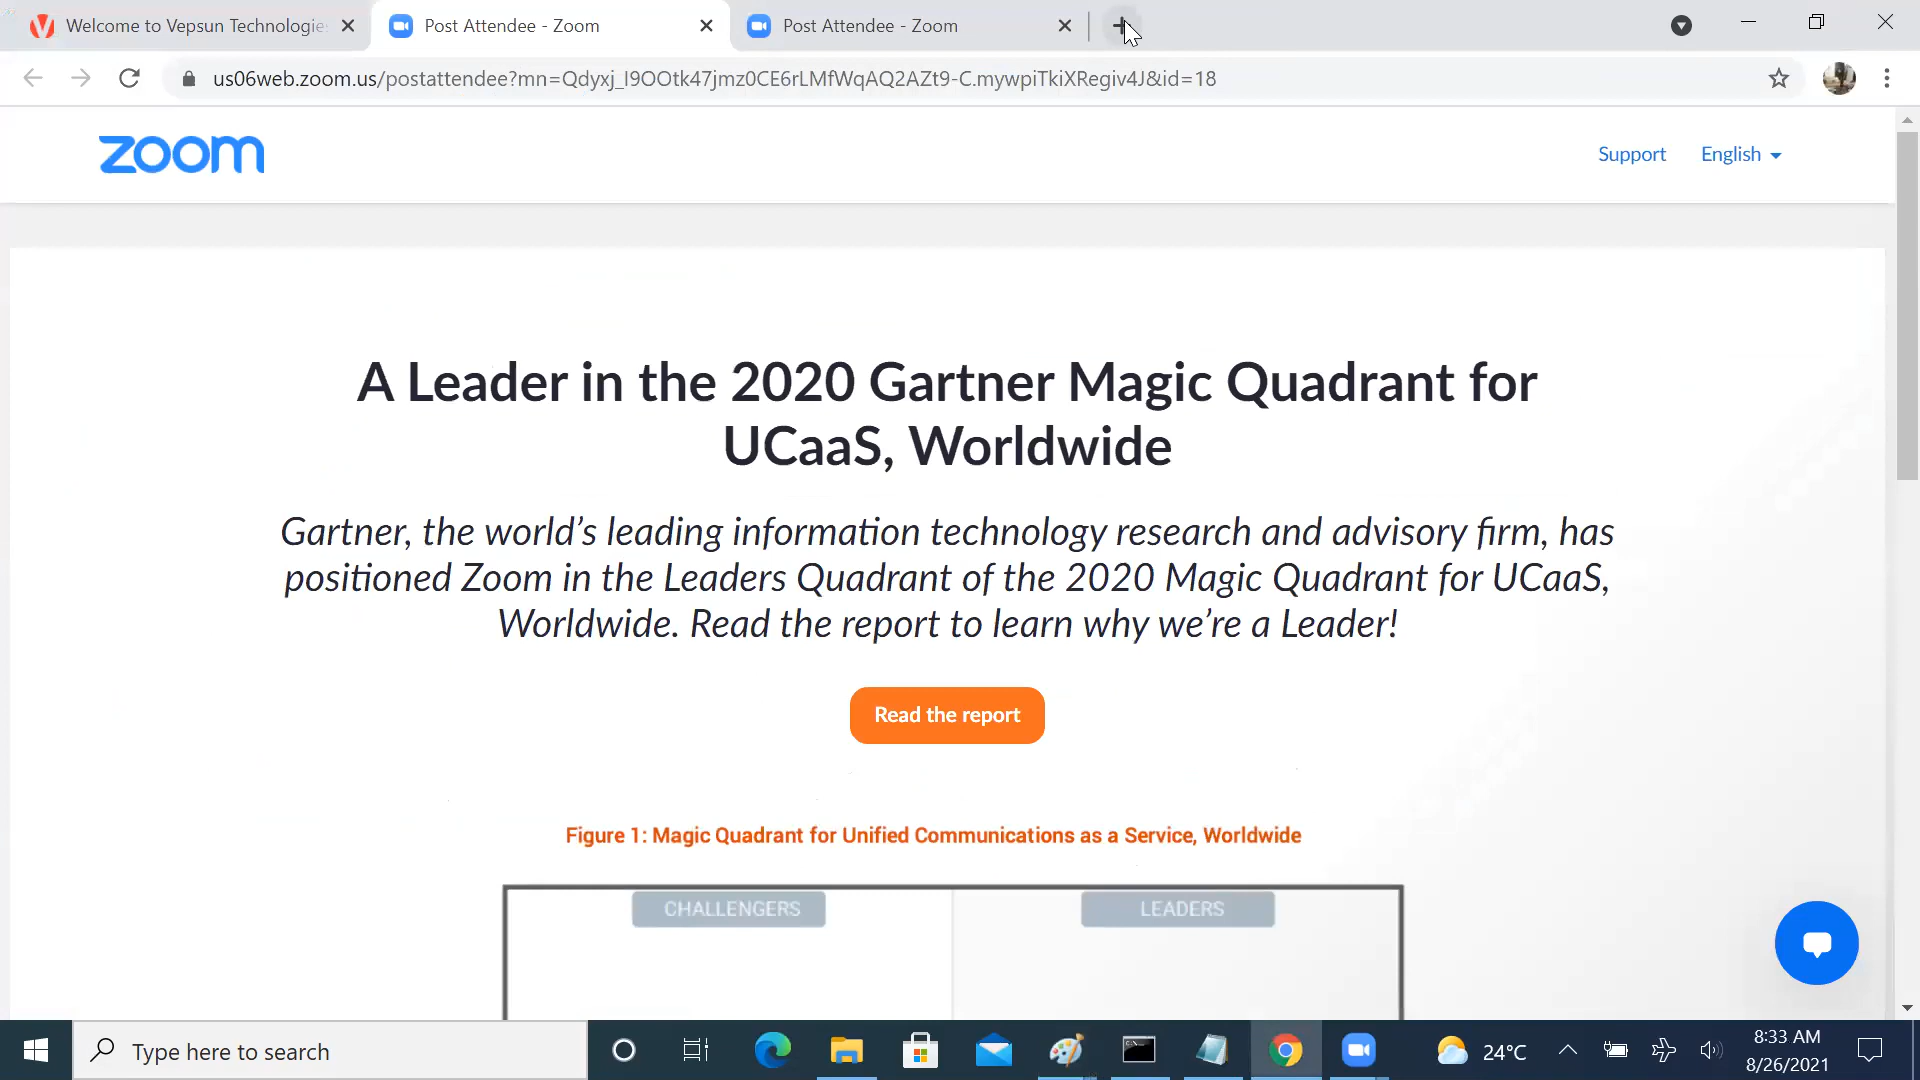 Welcome to Vepsun Technologies
Post Attendee - Zoom
Post Attendee - Zoom
us06web.zoom.us/postattendee?mn=Qdyxj_I9OOtk47jmz0CE6rLMfWqAQ2AZt9-C.mywpiTkiXRegiv4J&id=18
zoom
Support
English
A Leader in the 2020 Gartner Magic Quadrant for
UCaaS, Worldwide
Gartner, the world’s leading information technology research and advisory firm, has
positioned Zoom in the Leaders Quadrant of the 2020 Magic Quadrant for UCaaS,
Worldwide. Read the report to learn why we’re a Leader!
Read the report
Figure 1: Magic Quadrant for Unified Communications as a Service, Worldwide
CHALLENGERS
LEADERS
Type here to search
24°C
8:33 AM
8/26/2021